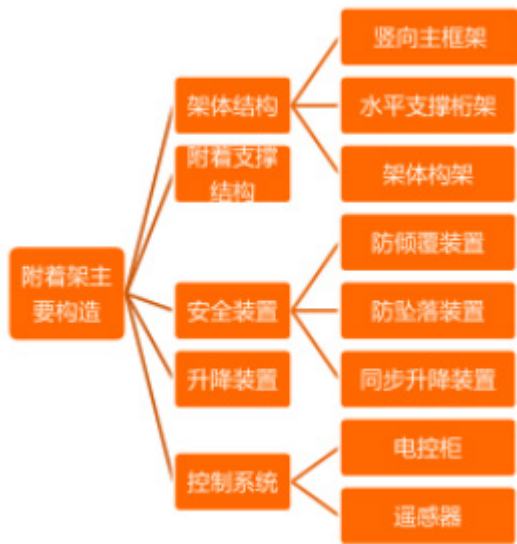 附着架主
要构造
架体结构
竖向主框架
水平支撑桁架
架体构架
附着支撑
结构
安全装置
防倾覆装置
防坠落装置
同步升降装置
升降装置
控制系统
电控柜
遥感器